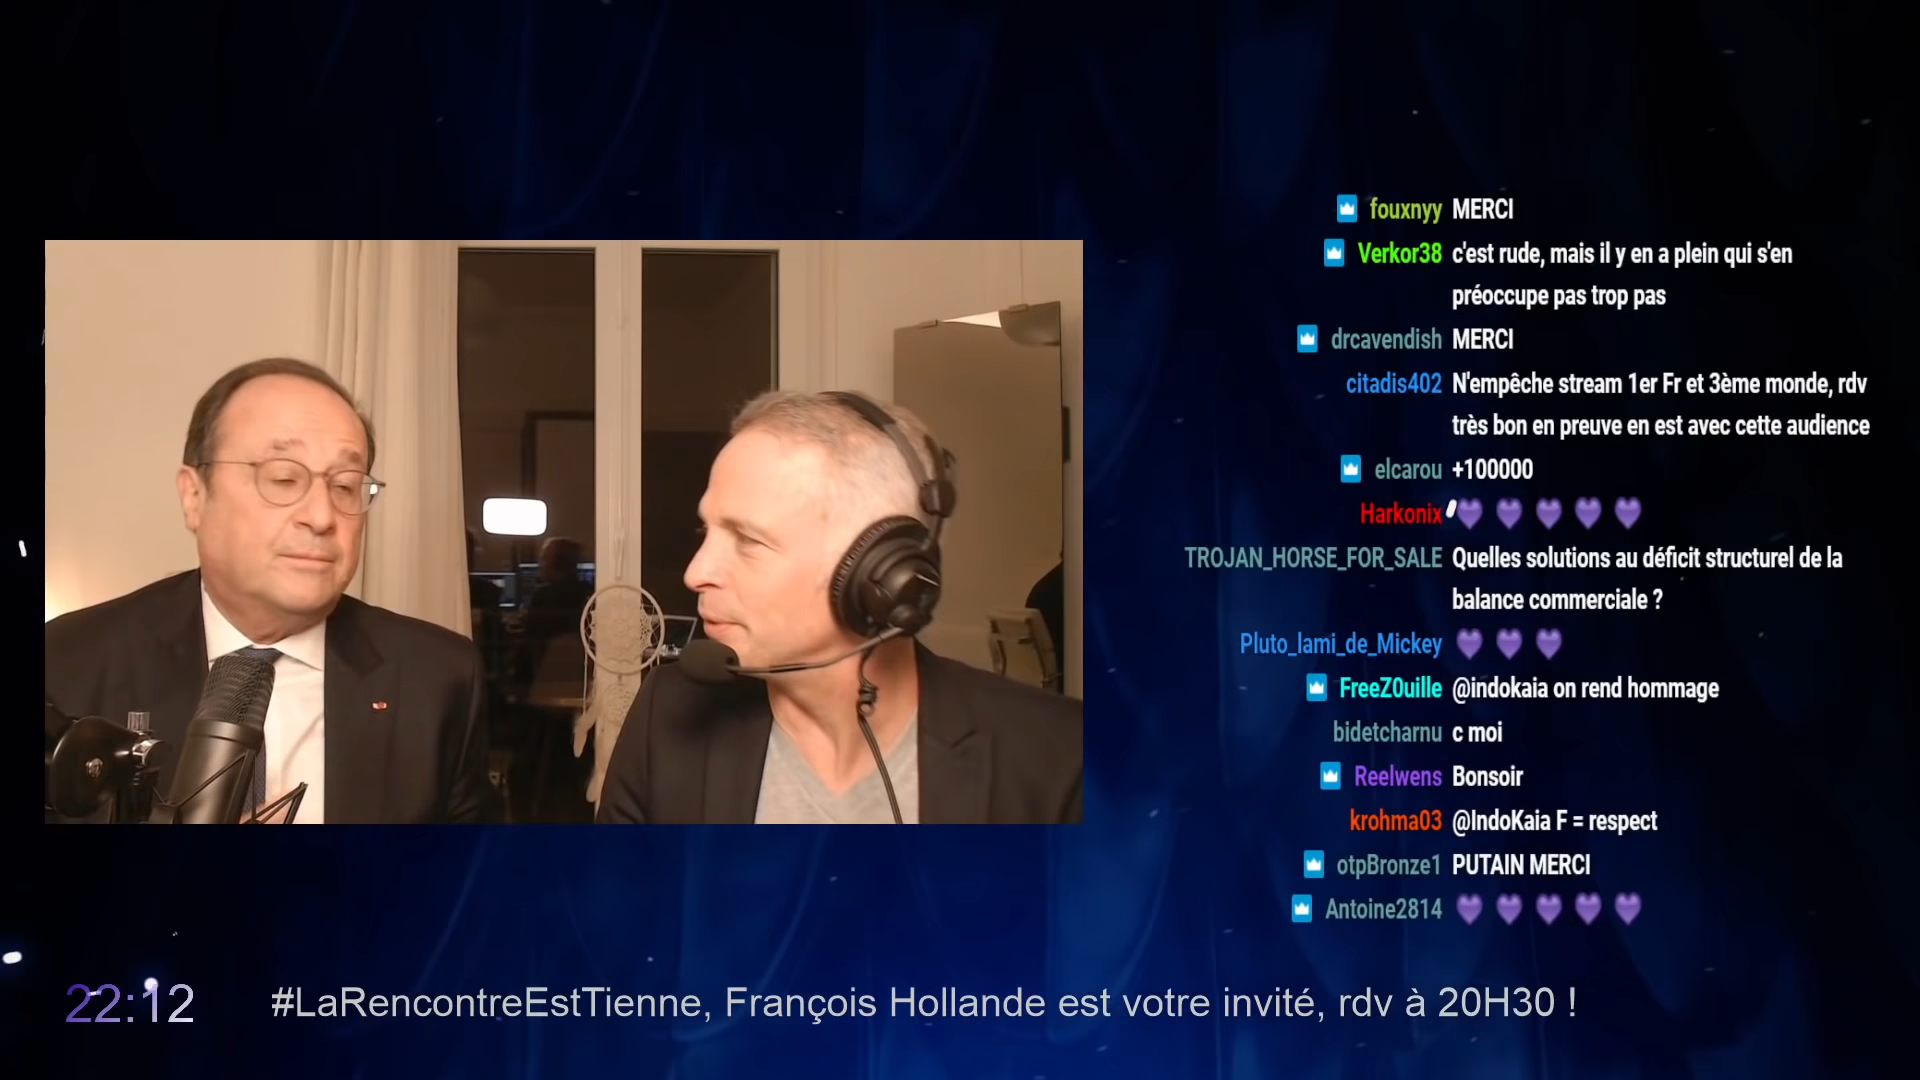 fouxnyy MERCI
Verkor38 c'est rude, mais il y en a plein qui s'en
préoccupe pas trop pas
drcavendish MERCI
citadis402 N'empêche stream 1er Fr et 3ème monde, rdv
très bon en preuve en est avec cette audience
elcarou +100000
Harkonix 💜 💜 💜 💜 💜
TROJAN_HORSE_FOR_SALE Quelles solutions au déficit structurel de la
balance commerciale ?
Pluto_lami_de_Mickey 💜 💜 💜
FreeZ0uille @indokaia on rend hommage
bidetcharnu c moi
Reelwens Bonsoir
krohma03 @IndoKaia F = respect
otpBronze1 PUTAIN MERCI
Antoine2814 💜 💜 💜 💜 💜
22:12 #LaRencontreEstTienne, François Hollande est votre invité, rdv à 20H30 !